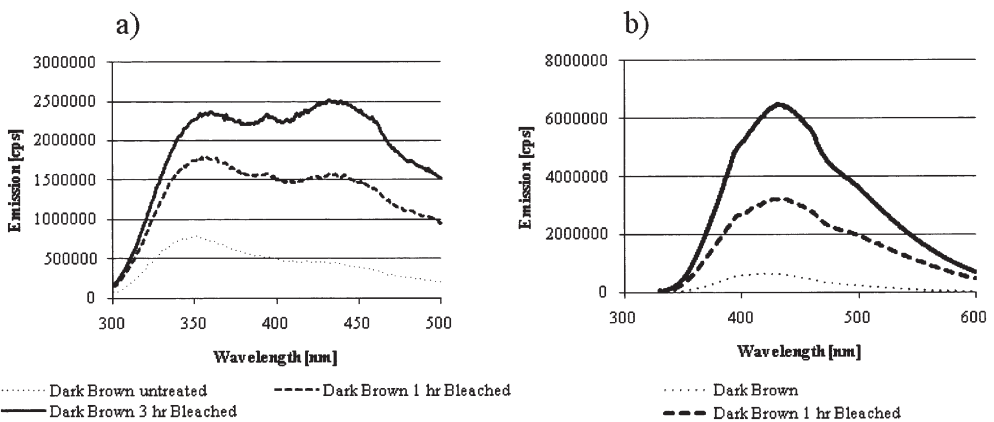 a)
3000000
2500000
2000000
1500000
1000000
500000
0
Emission [cps]
300 350 400 450 500
Wavelength [nm]
Dark Brown untreated Dark Brown 1 hr Bleached
Dark Brown 3 hr Bleached
b)
8000000
6000000
4000000
2000000
0
Emission [cps]
300 400 500 600
Wavelength [nm]
Dark Brown
Dark Brown 1 hr Bleached